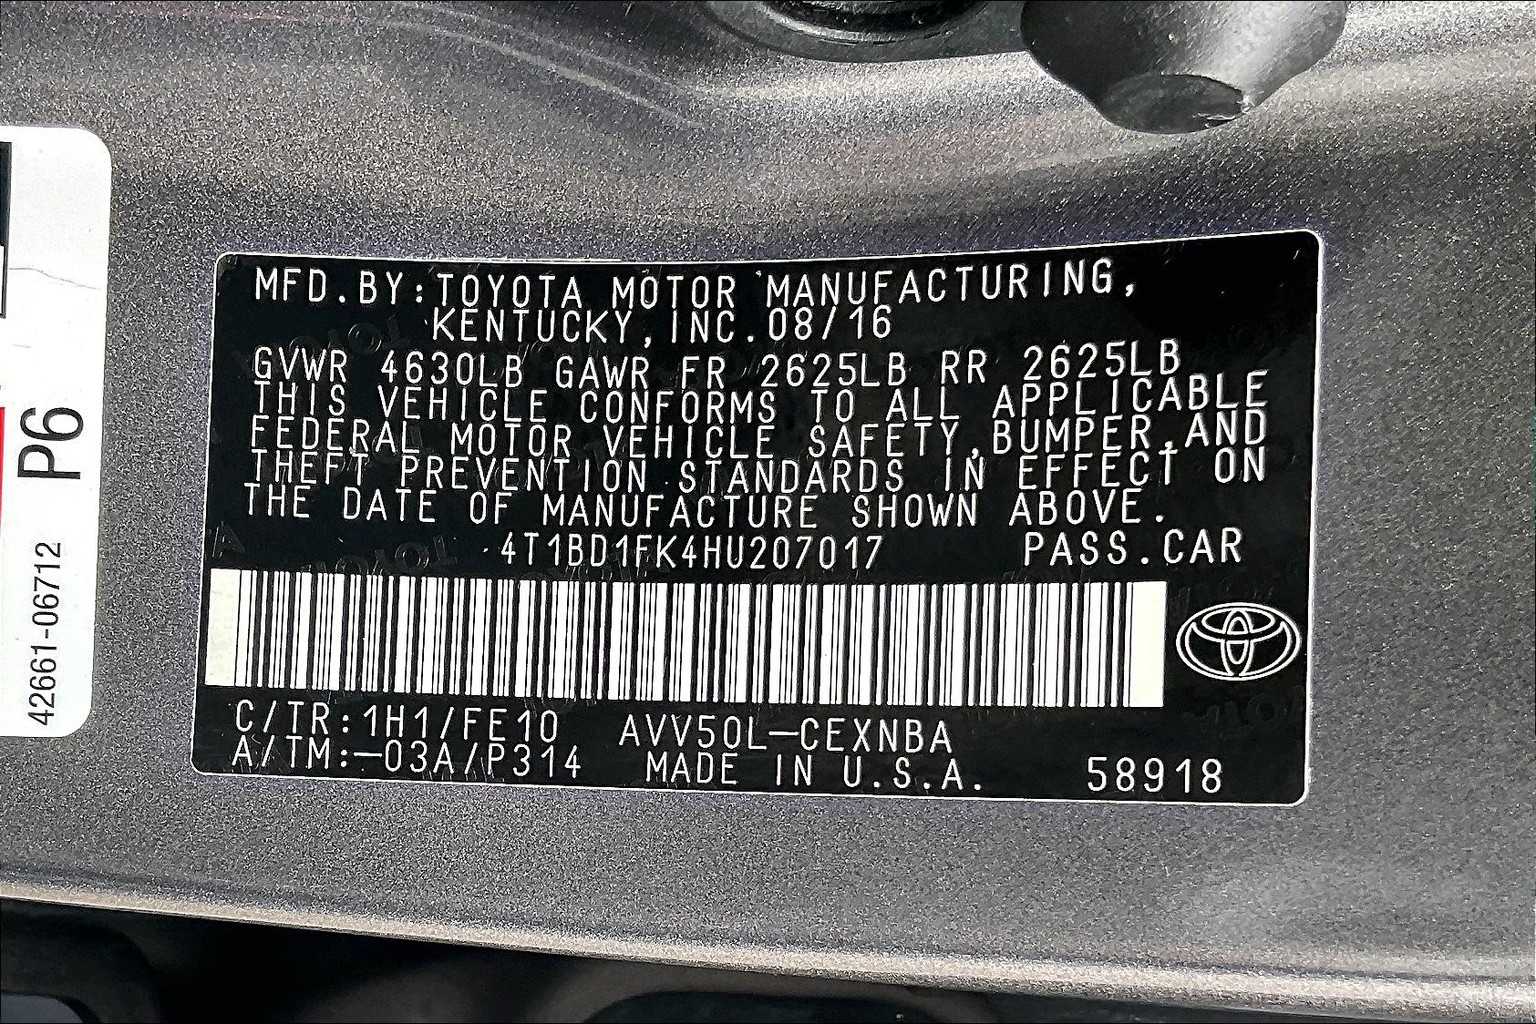 MFD.BY:TOYOTA MOTOR MANUFACTURING,
KENTUCKY,INC.08/16
GVWR 4630LB GAWR FR 2625LB RR 2625LB
THIS VEHICLE CONFORMS TO ALL APPLICABLE
FEDERAL MOTOR VEHICLE SAFETY,BUMPER,AND
THEFT PREVENTION STANDARDS IN EFFECT ON
THE DATE OF MANUFACTURE SHOWN ABOVE.
4T1BD1FK4HU207017 PASS.CAR
C/TR:1H1/FE10 AVV50L-CEXNBA
A/TM:-03A/P314 MADE IN U.S.A. 58918
P6
42661-06712